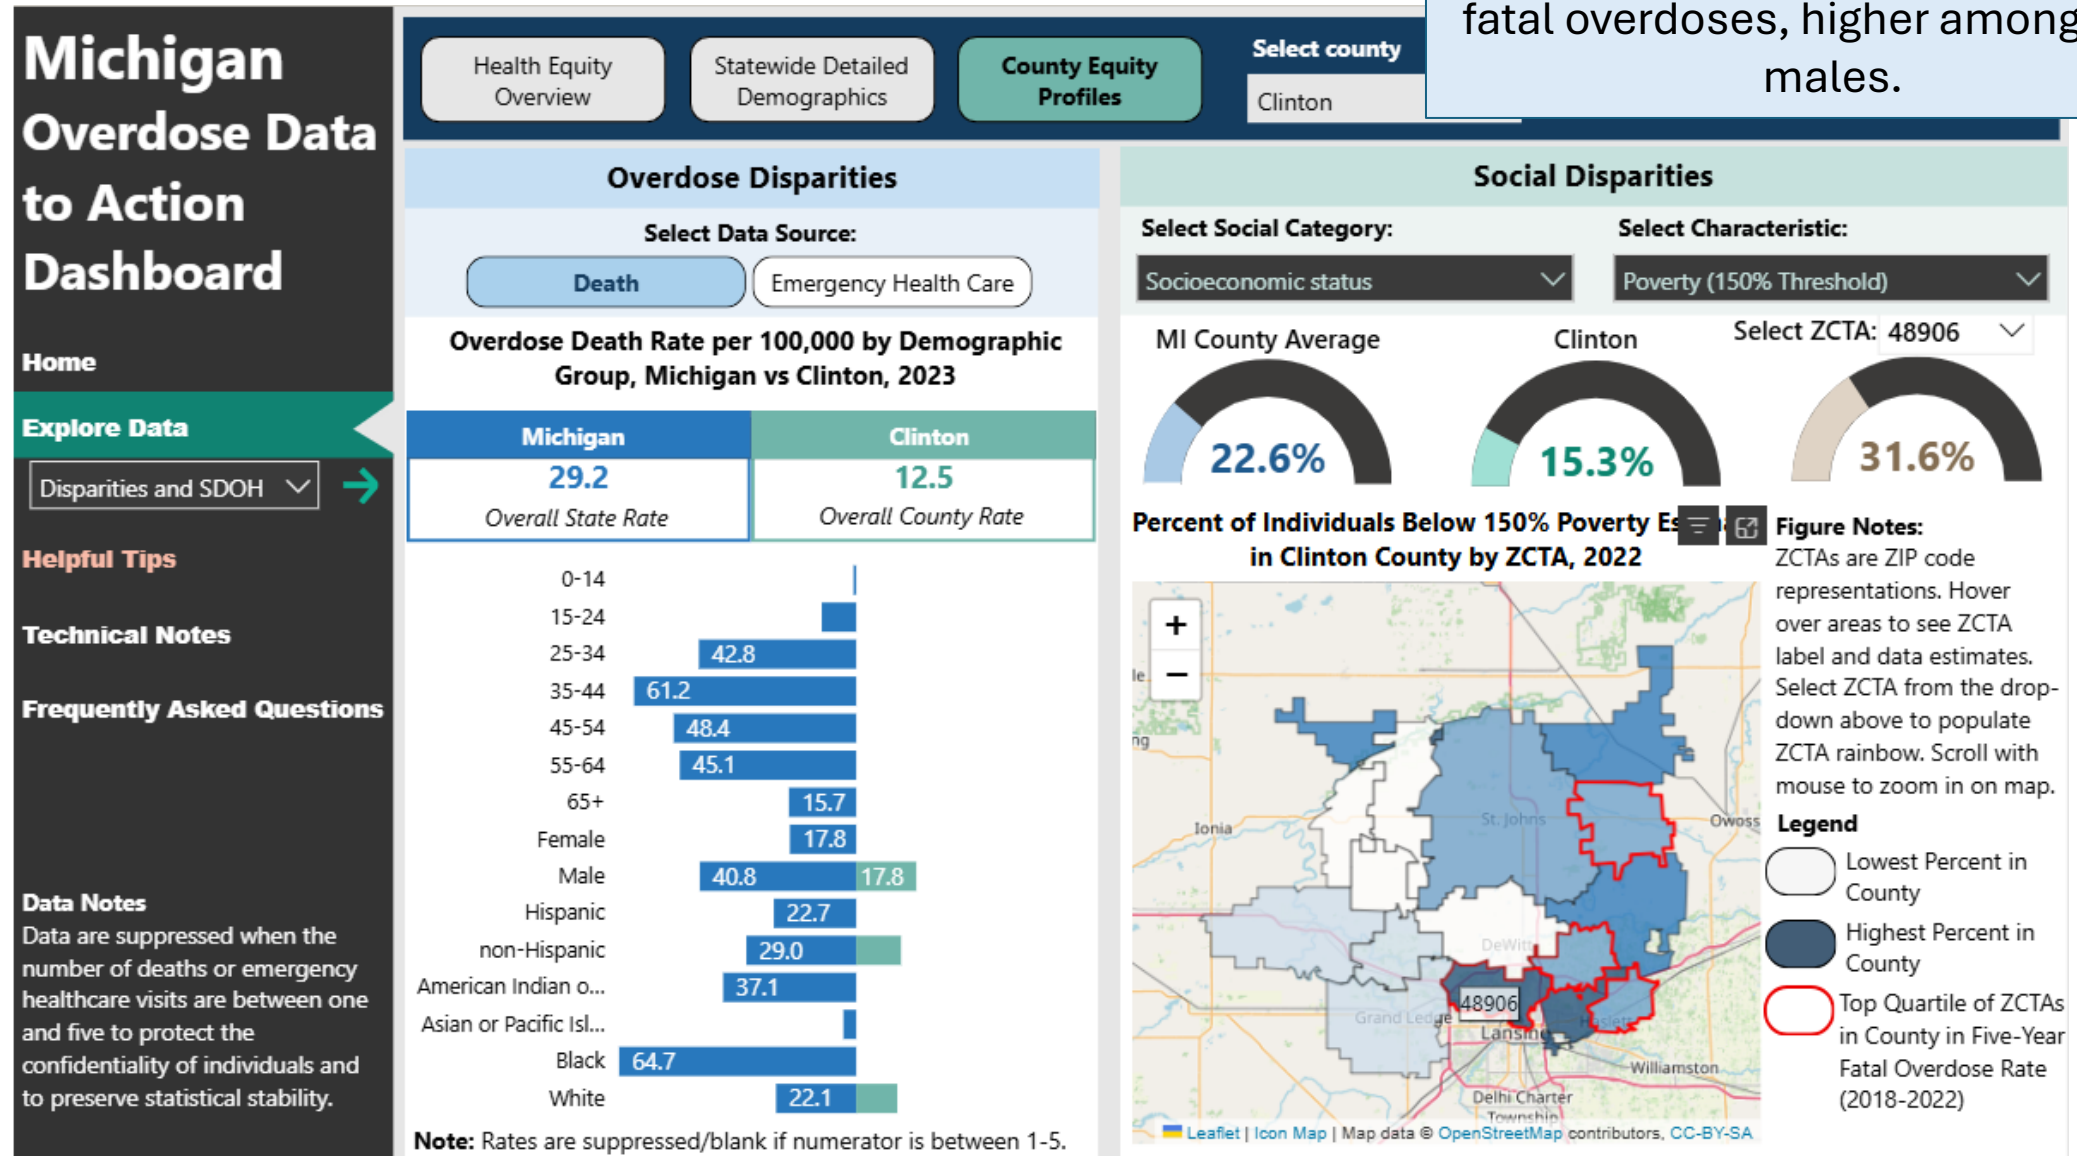 Michigan
Overdose Data
to Action
Dashboard
Home
Explore Data
Disparities and SDOH
Helpful Tips
Technical Notes
Frequently Asked Questions
Data Notes
Data are suppressed when the
number of deaths or emergency
healthcare visits are between one
and five to protect the
confidentiality of individuals and
to preserve statistical stability.
Health Equity
Overview
Statewide Detailed
Demographics
County Equity
Profiles
Select county
Clinton
fatal overdoses, higher among
males.
Overdose Disparities
Select Data Source:
Death
Emergency Health Care
Overdose Death Rate per 100,000 by Demographic
Group, Michigan vs Clinton, 2023
Michigan
Clinton
29.2
12.5
Overall State Rate
Overall County Rate
0-14
15-24
25-34 42.8
35-44 61.2
45-54 48.4
55-64 45.1
65+ 15.7
Female 17.8
Male 40.8 17.8
Hispanic 22.7
non-Hispanic 29.0
American Indian o... 37.1
Asian or Pacific Isl...
Black 64.7
White 22.1
Note: Rates are suppressed/blank if numerator is between 1-5.
Social Disparities
Select Social Category:
Socioeconomic status
Select Characteristic:
Poverty (150% Threshold)
MI County Average
22.6%
Clinton
15.3%
Select ZCTA: 48906
31.6%
Percent of Individuals Below 150% Poverty Es
in Clinton County by ZCTA, 2022
+
−
le
ng
Ionia
St. Johns
Owoss
DeWitt
48906
Grand Ledge
Lansing
Haslett
Williamston
Delhi Charter
Township
Leaflet | Icon Map | Map data © OpenStreetMap contributors, CC-BY-SA
Figure Notes:
ZCTAs are ZIP code
representations. Hover
over areas to see ZCTA
label and data estimates.
Select ZCTA from the drop-
down above to populate
ZCTA rainbow. Scroll with
mouse to zoom in on map.
Legend
Lowest Percent in
County
Highest Percent in
County
Top Quartile of ZCTAs
in County in Five-Year
Fatal Overdose Rate
(2018-2022)